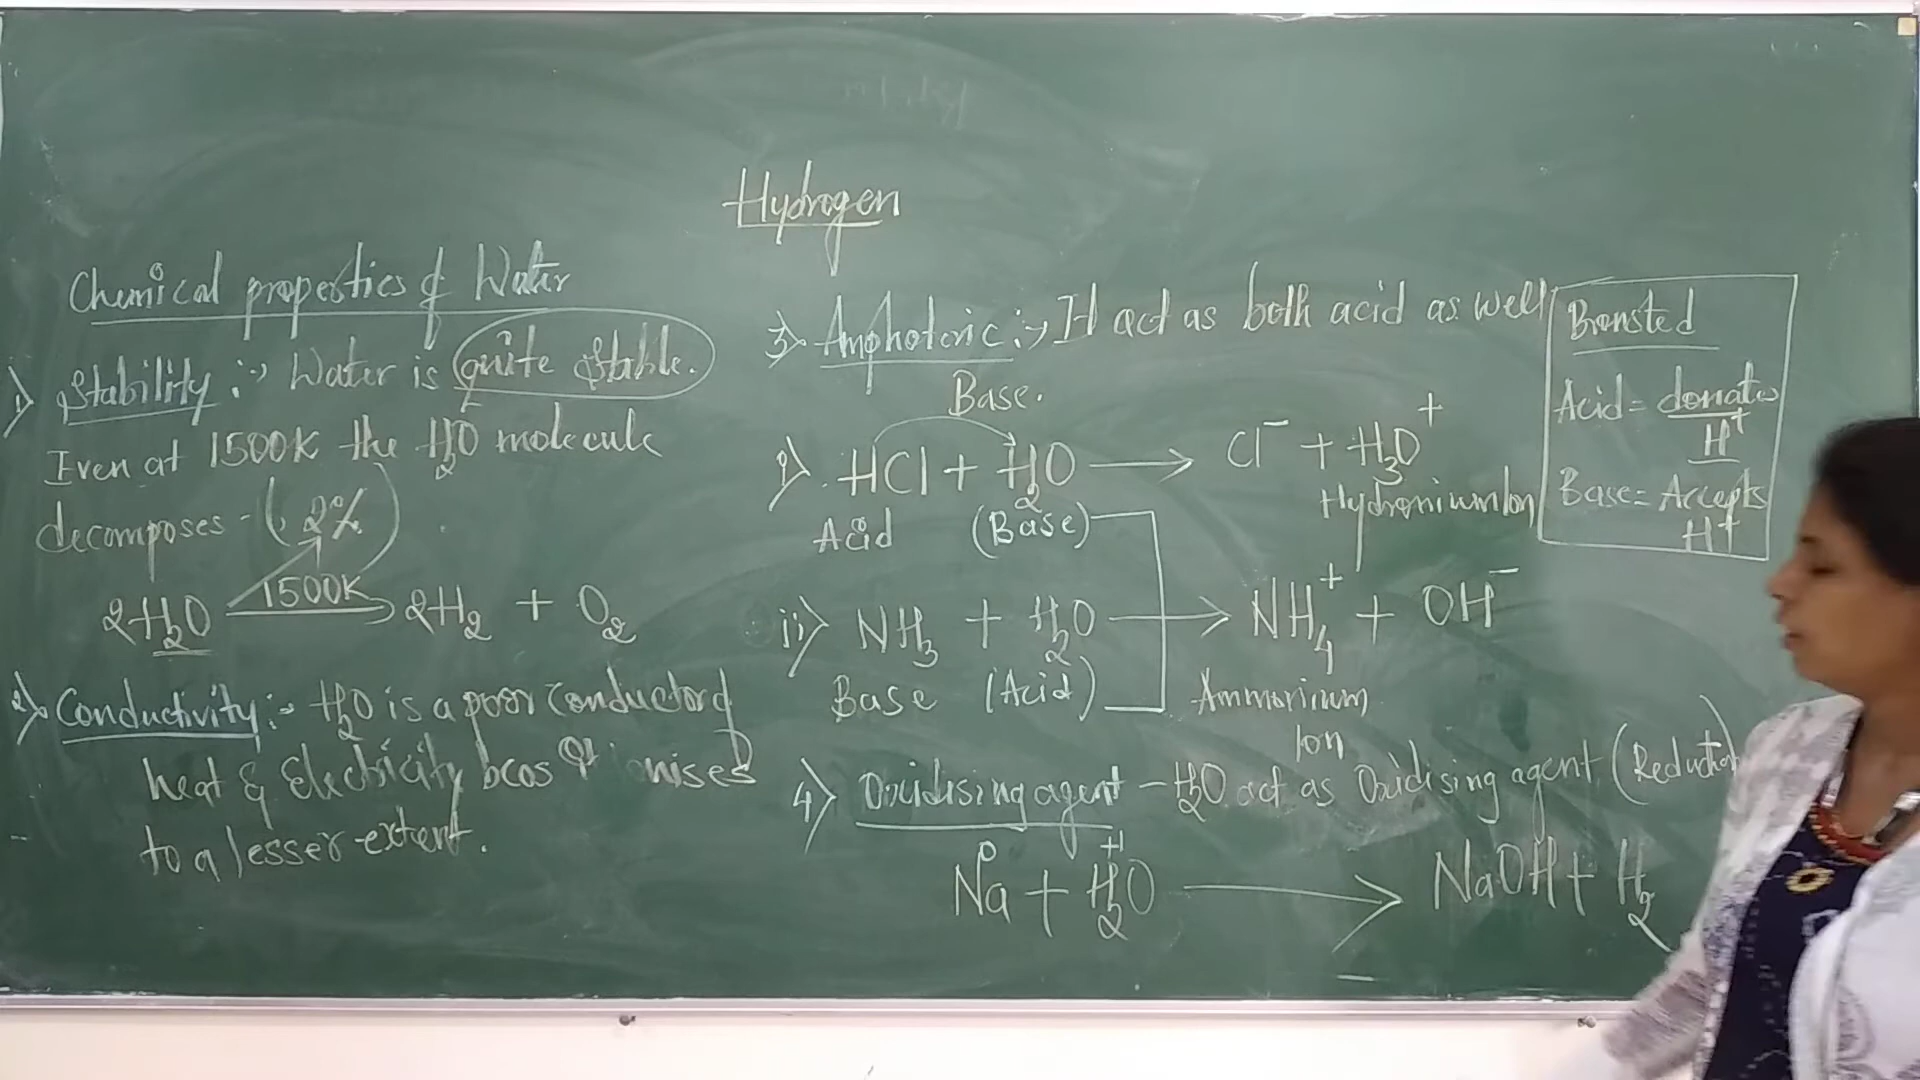 Hydrogen
Chemical properties of Water
1) Stability :-> Water is quite stable.
Even at 1500K the H₂O molecule
decomposes - (2%)
2H₂O 1500K → 2H₂ + O₂
2) Conductivity :- H₂O is a poor conductor of
heat & Electricity bcos nises
to a lesser extent.
3) Amphoteric :-> It act as both acid as well
Base.
i) HCl + H₂O → Cl⁻ + H₃O⁺
Acid (Base) Hydronium Ion
ii) NH₃ + H₂O → NH₄⁺ + OH⁻
Base (Acid) Ammonium
Ion
4) Oxidising agent - H₂O act as Oxidising agent (Reduction)
0 +1
Na + H₂O → NaOH + H₂
Bronsted
Acid = donates
H⁺
Base = Accepts
H⁺